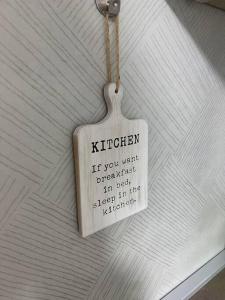 KITCHEN
If you want
breakfast
in bed,
sleep in the
kitchen.